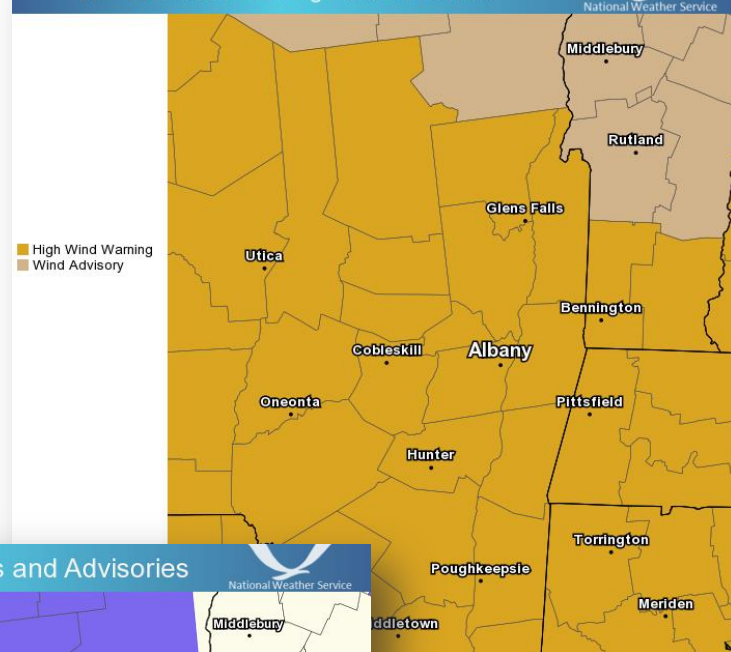 National Weather Service
Middlebury
Rutland
Glens Falls
High Wind Warning
Wind Advisory
Utica
Bennington
Cobleskill
Albany
Oneonta
Pittsfield
Hunter
Torrington
s and Advisories
National Weather Service
Poughkeepsie
Meriden
Middlebury
ddletown